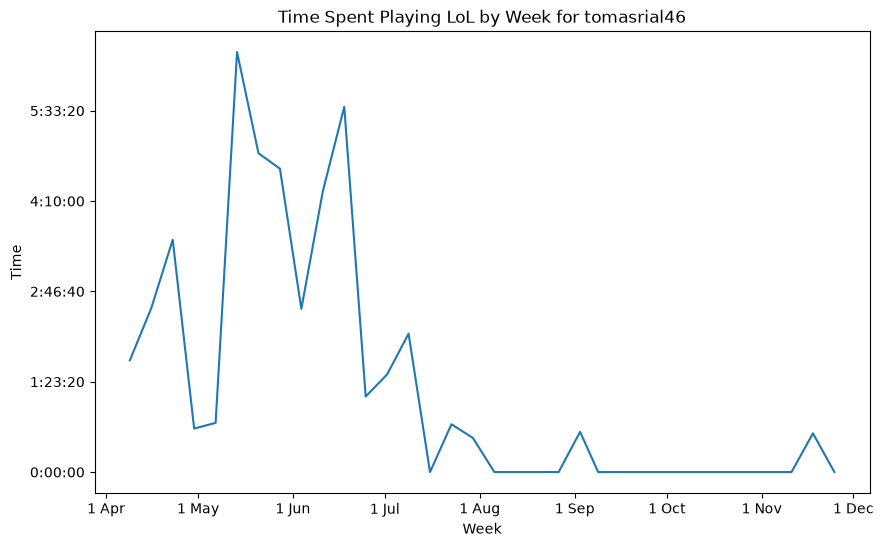 Time Spent Playing LoL by Week for tomasrial46
5:33:20
4:10:00
2:46:40
1:23:20
0:00:00
Time
1 Apr 1 May 1 Jun 1 Jul 1 Aug 1 Sep 1 Oct 1 Nov 1 Dec
Week